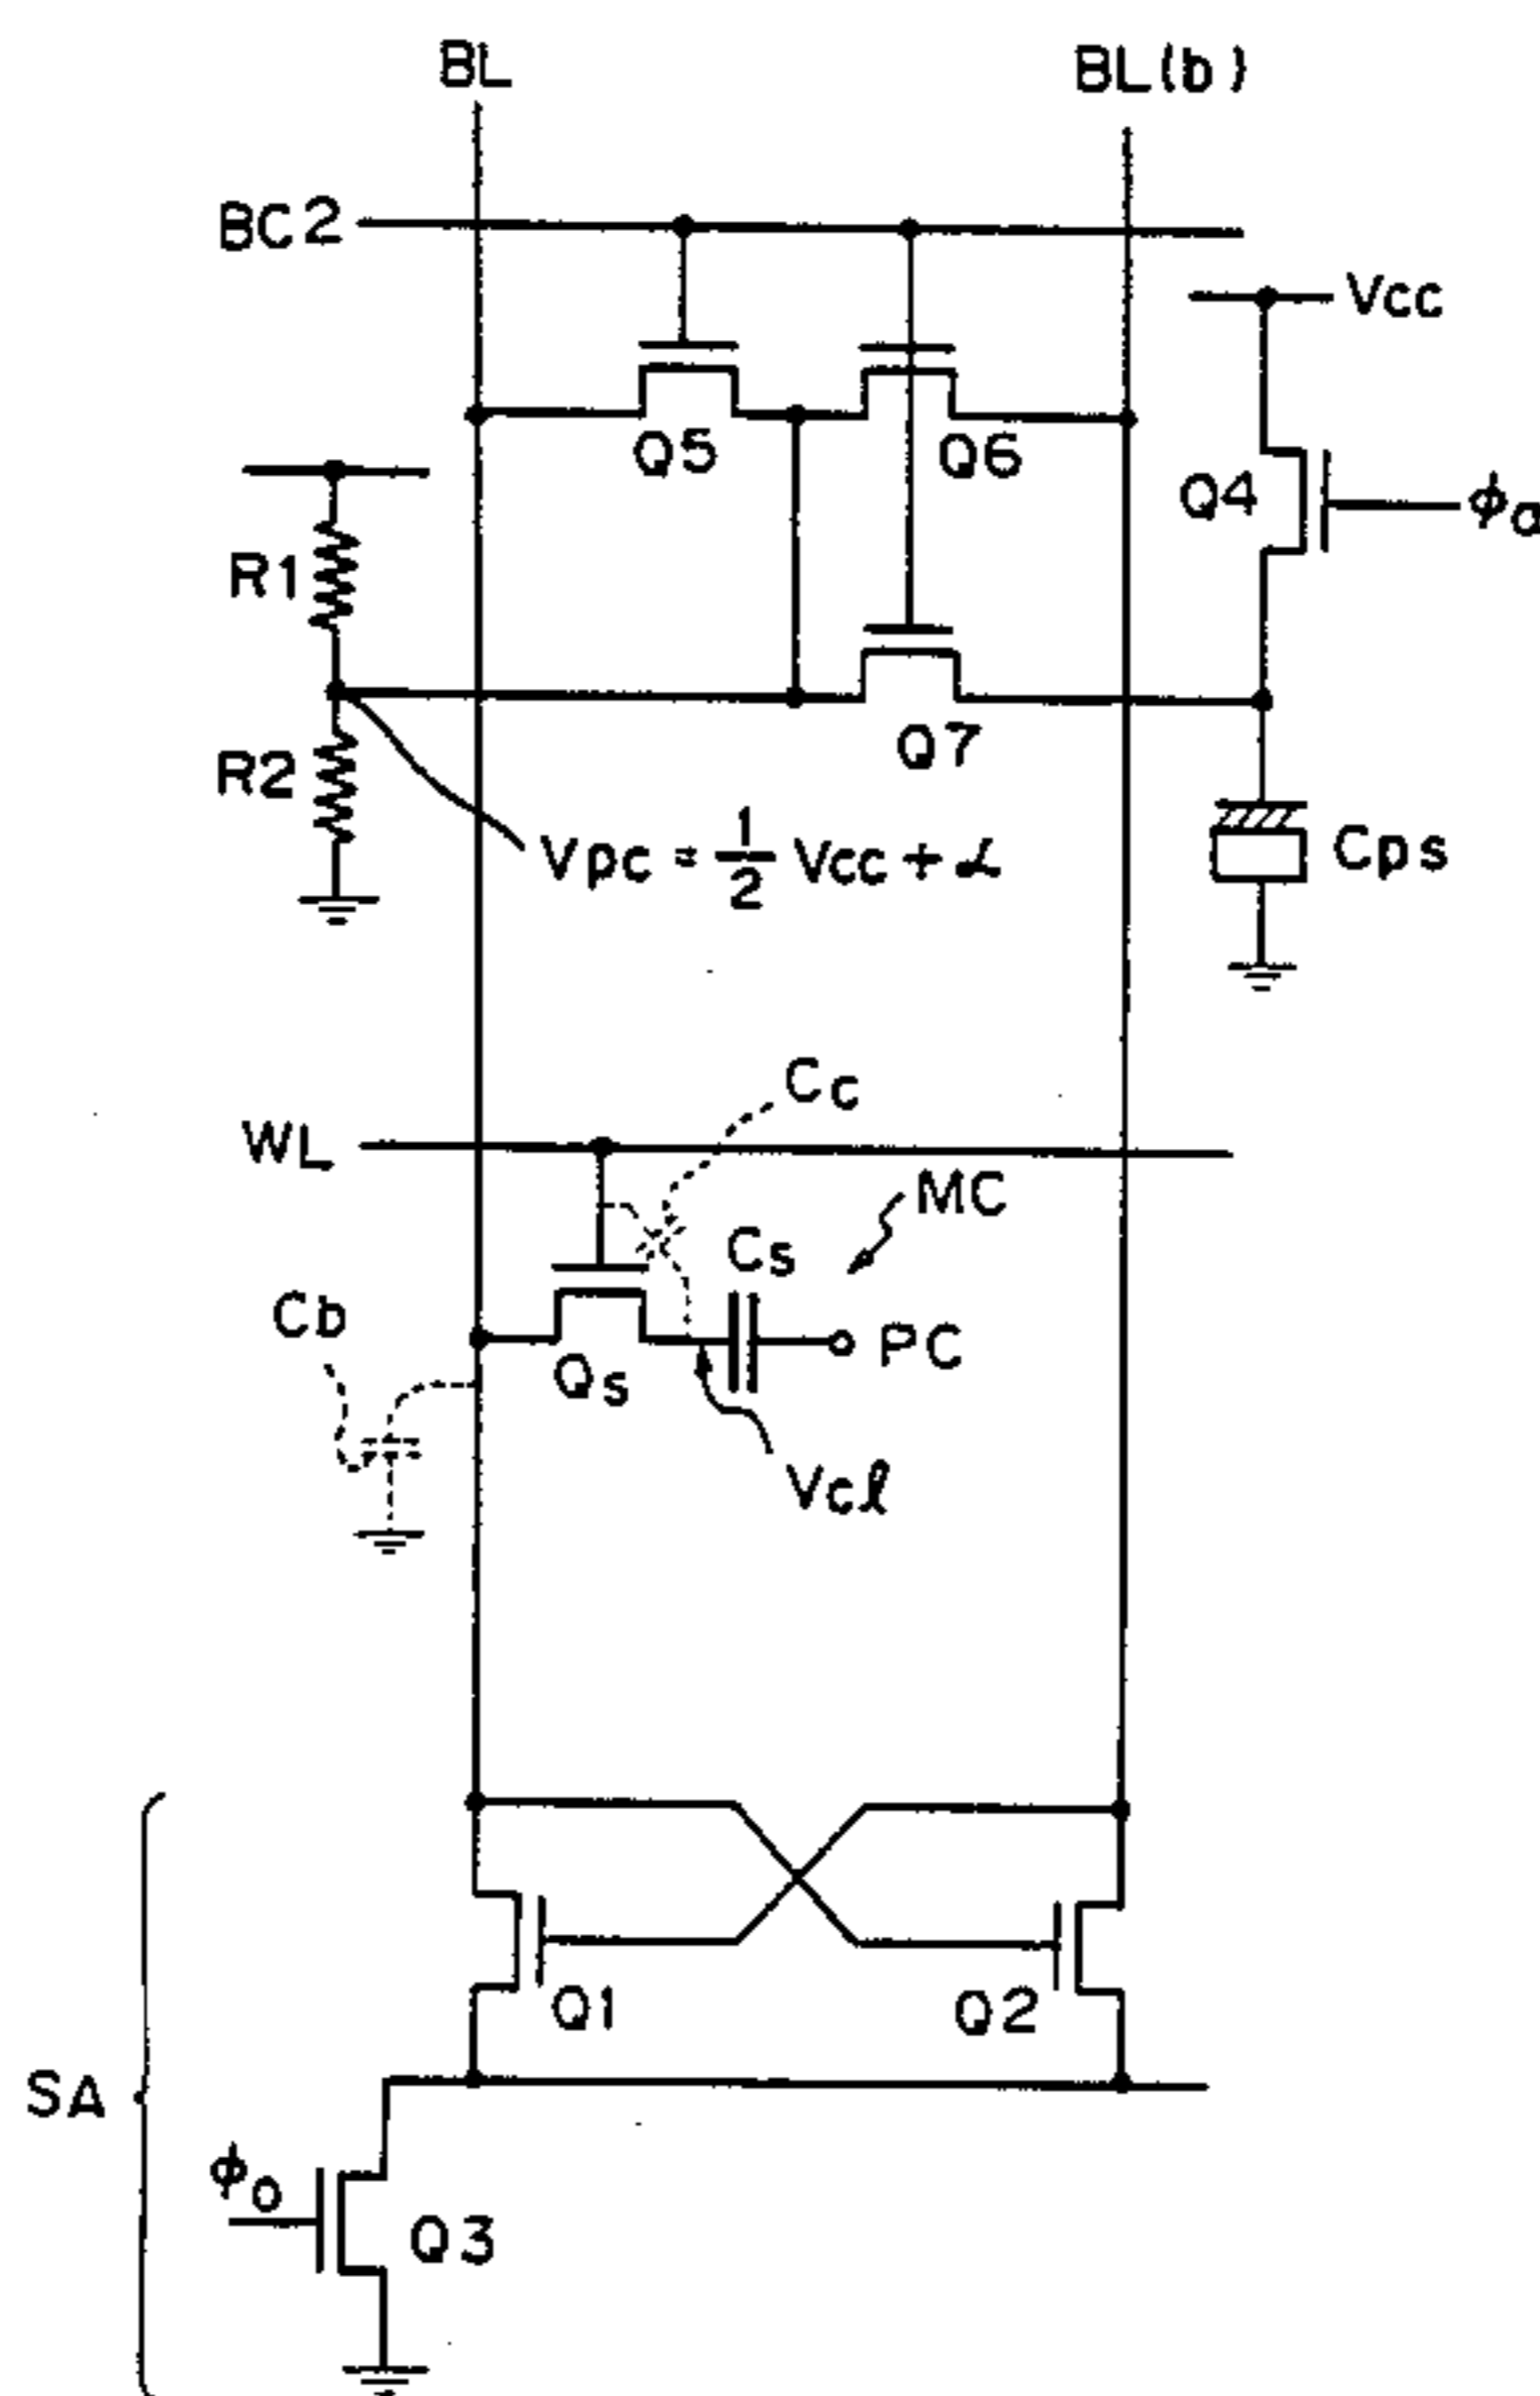 BL
BL(b)
BC2
Vcc
Q5
Q6
Q4
ϕa
R1
Q7
R2
Vpc = 1/2 Vcc + α
Cps
Cc
WL
MC
Cs
Cb
PC
Qs
Vcℓ
Q1
Q2
SA
ϕo
Q3